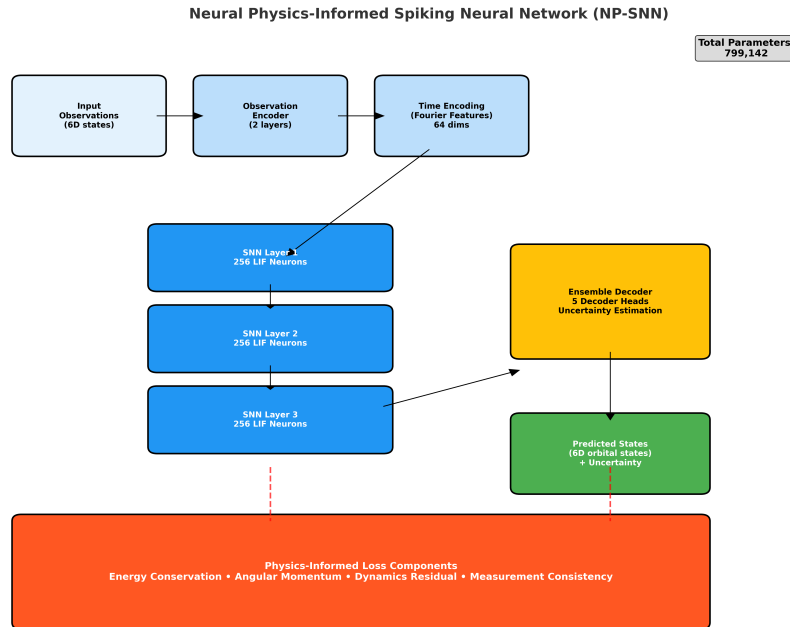 Neural Physics-Informed Spiking Neural Network (NP-SNN)
Total Parameters
799,142
Input
Observations
(6D states)
Observation
Encoder
(2 layers)
Time Encoding
(Fourier Features)
64 dims
SNN Layer 1
256 LIF Neurons
SNN Layer 2
256 LIF Neurons
SNN Layer 3
256 LIF Neurons
Ensemble Decoder
5 Decoder Heads
Uncertainty Estimation
Predicted States
(6D orbital states)
+ Uncertainty
Physics-Informed Loss Components
Energy Conservation • Angular Momentum • Dynamics Residual • Measurement Consistency